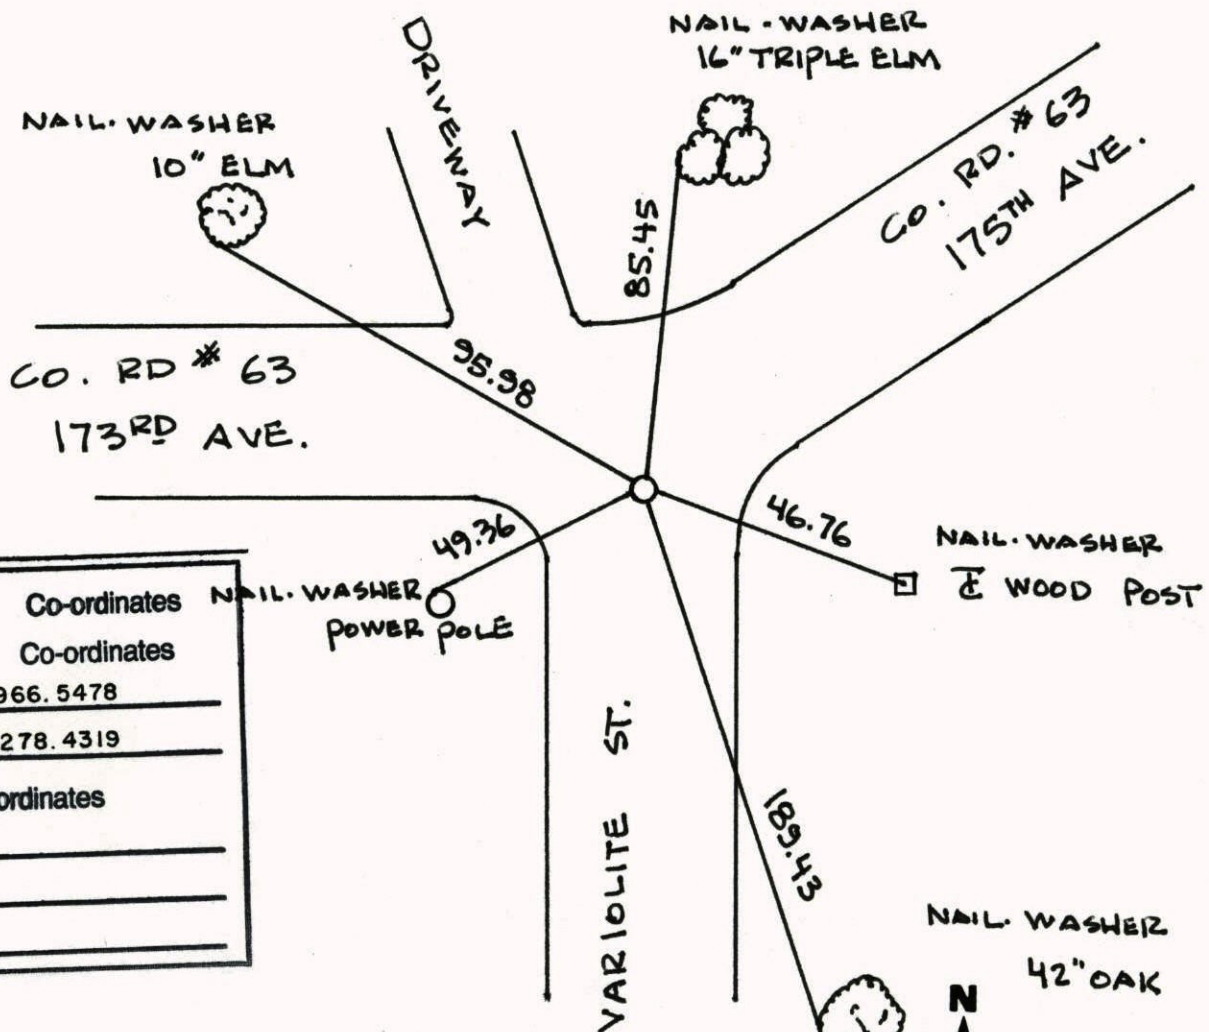 NAIL - WASHER
16" TRIPLE ELM
DRIVEWAY
NAIL. WASHER
10" ELM
CO. RD. # 63
175TH AVE.
85.45
95.98
CO. RD # 63
173RD AVE.
49.36
46.76
NAIL. WASHER
WOOD POST
NAIL. WASHER
POWER POLE
Co-ordinates
Co-ordinates
966.5478
278.4319
ordinates
VARIOLITE ST.
189.43
NAIL. WASHER
42" OAK
N